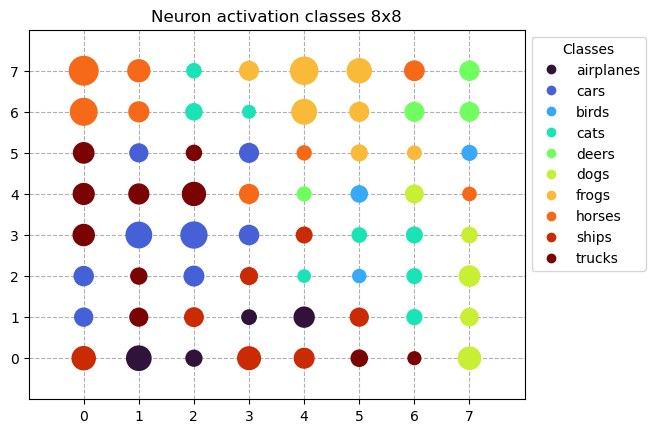 Neuron activation classes 8x8
7
6
5
4
3
2
1
0
0 1 2 3 4 5 6 7
Classes
airplanes
cars
birds
cats
deers
dogs
frogs
horses
ships
trucks